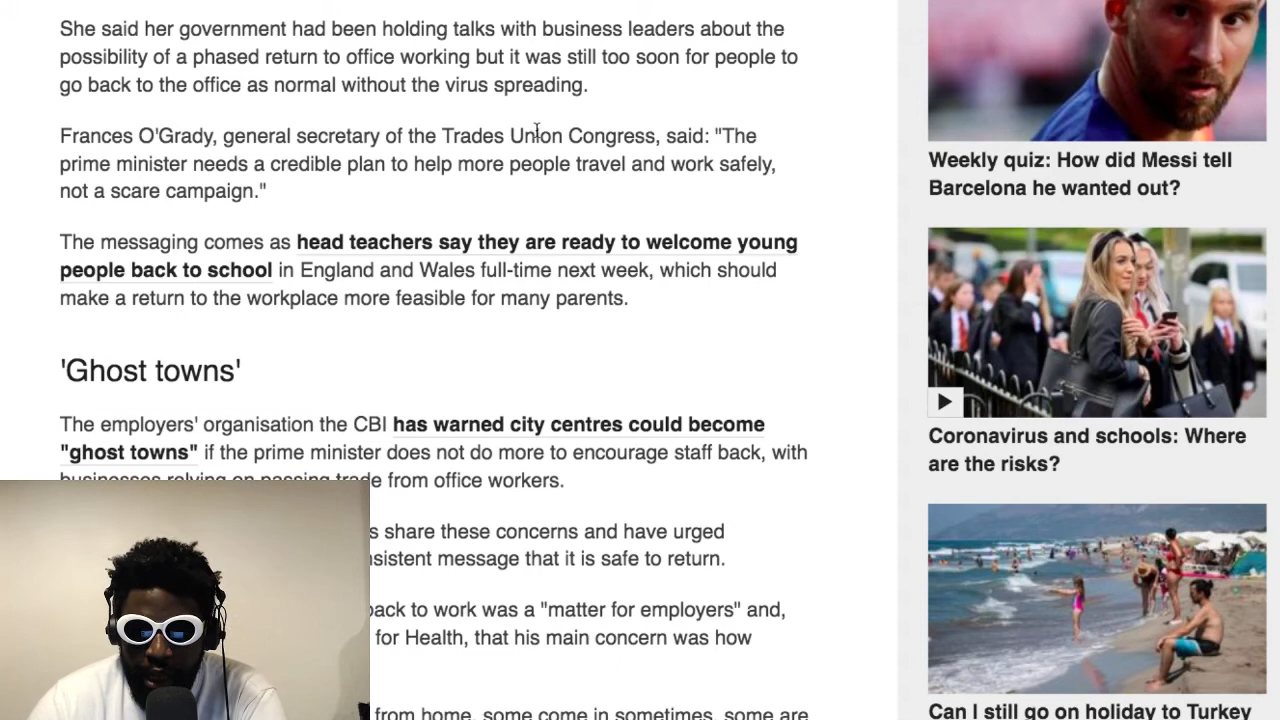 She said her government had been holding talks with business leaders about the
possibility of a phased return to office working but it was still too soon for people to
go back to the office as normal without the virus spreading.
Frances O'Grady, general secretary of the Trades Union Congress, said: "The
prime minister needs a credible plan to help more people travel and work safely,
not a scare campaign."
The messaging comes as head teachers say they are ready to welcome young
people back to school in England and Wales full-time next week, which should
make a return to the workplace more feasible for many parents.
'Ghost towns'
The employers' organisation the CBI has warned city centres could become
"ghost towns" if the prime minister does not do more to encourage staff back, with
businesses relying on passing trade from office workers.
share these concerns and have urged
message that it is safe to return.
back to work was a "matter for employers" and,
for Health, that his main concern was how
from home, some come in sometimes, some are
Weekly quiz: How did Messi tell
Barcelona he wanted out?
Coronavirus and schools: Where
are the risks?
Can I still go on holiday to Turkey